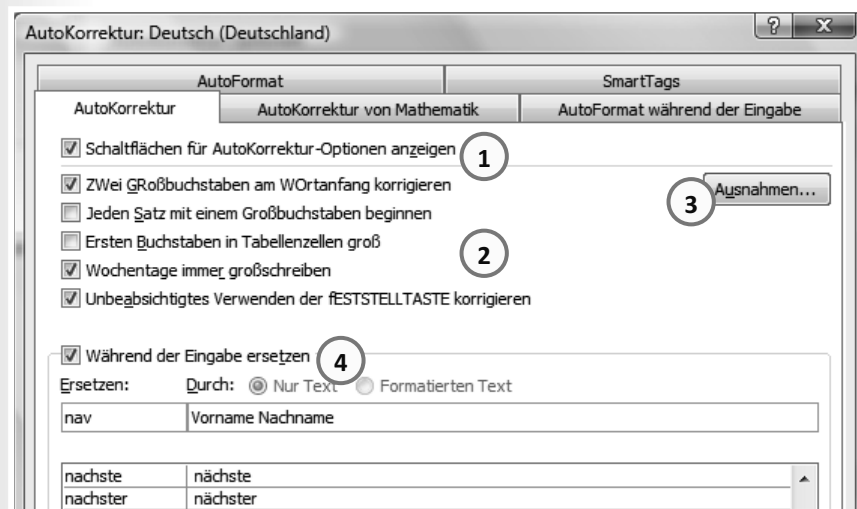 AutoKorrektur: Deutsch (Deutschland)
AutoFormat SmartTags
AutoKorrektur AutoKorrektur von Mathematik AutoFormat während der Eingabe
Schaltflächen für AutoKorrektur-Optionen anzeigen 1
ZWei GRoßbuchstaben am WOrtanfang korrigieren
3 Ausnahmen...
Jeden Satz mit einem Großbuchstaben beginnen
Ersten Buchstaben in Tabellenzellen groß
2
Wochentage immer großschreiben
Unbeabsichtigtes Verwenden der fESTSTELLTASTE korrigieren
Während der Eingabe ersetzen 4
Ersetzen: Durch: Nur Text Formatierten Text
nav Vorname Nachname
nachste nächste
nachster nächster